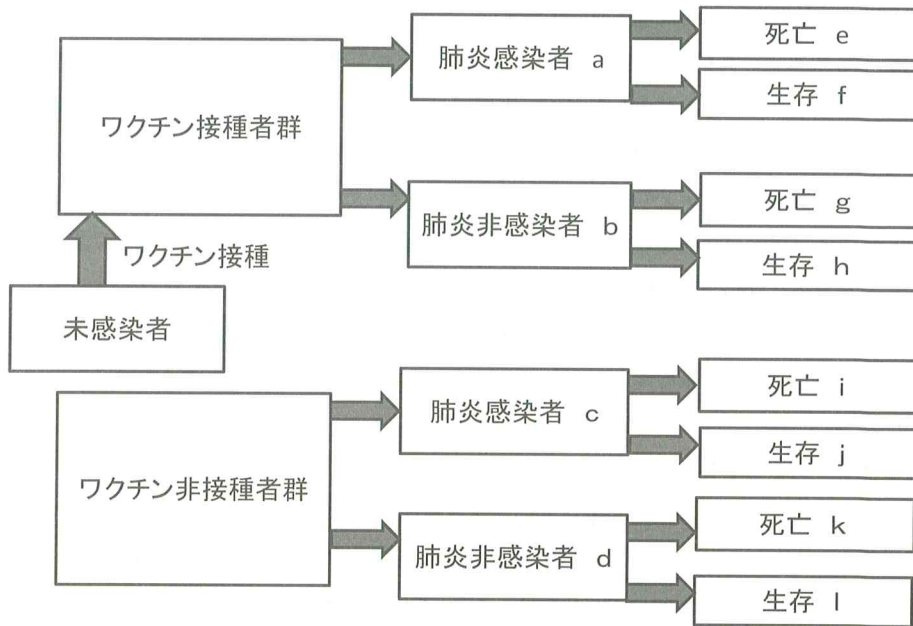 ワクチン接種者群
肺炎感染者 a
死亡 e
生存 f
肺炎非感染者 b
死亡 g
生存 h
ワクチン接種
未感染者
ワクチン非接種者群
肺炎感染者 c
死亡 i
生存 j
肺炎非感染者 d
死亡 k
生存 l